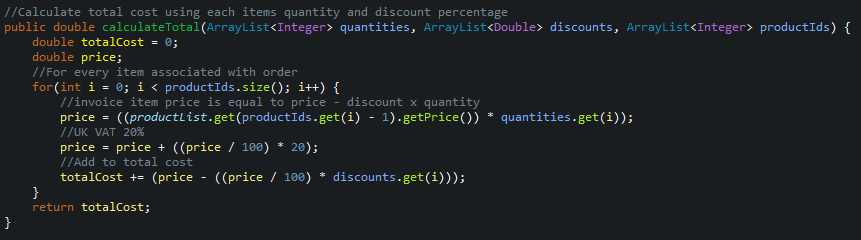 //Calculate total cost using each items quantity and discount percentage
public double calculateTotal(ArrayList<Integer> quantities, ArrayList<Double> discounts, ArrayList<Integer> productIds) {
    double totalCost = 0;
    double price;
    //For every item associated with order
    for(int i = 0; i < productIds.size(); i++) {
        //invoice item price is equal to price - discount x quantity
        price = ((productList.get(productIds.get(i) - 1).getPrice()) * quantities.get(i));
        //UK VAT 20%
        price = price + ((price / 100) * 20);
        //Add to total cost
        totalCost += (price - ((price / 100) * discounts.get(i)));
    }
    return totalCost;
}